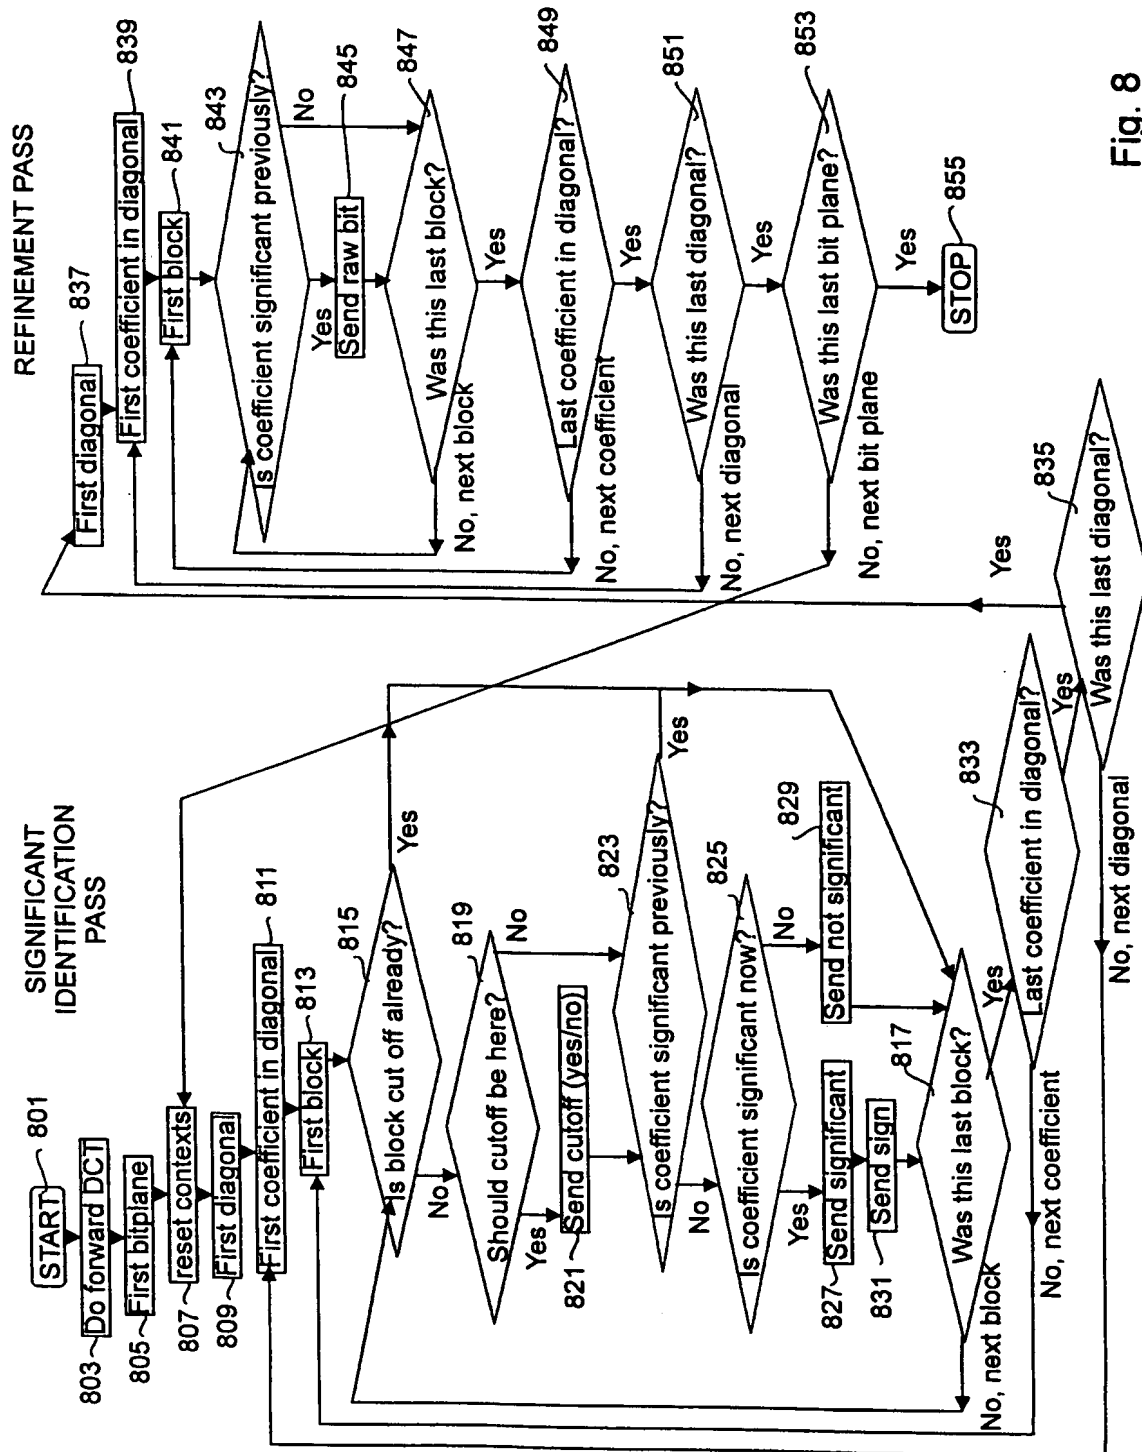 SIGNIFICANT
IDENTIFICATION
PASS
START
801
803
Do forward DCT
805
First bitplane
807
reset contexts
809
First diagonal
First coefficient in diagonal
811
First block
813
Is block cut off already?
815
Yes
No
Should cutoff be here?
819
No
Yes
821
Send cutoff (yes/no)
Is coefficient significant previously?
823
Yes
No
Is coefficient significant now?
825
No
Yes
827
Send significant
829
Send not significant
831
Send sign
Was this last block?
817
Yes
No, next block
Last coefficient in diagonal?
833
Yes
No, next coefficient
Was this last diagonal?
835
Yes
No, next diagonal
REFINEMENT PASS
First diagonal
837
First coefficient in diagonal
839
First block
841
Is coefficient significant previously?
843
No
Yes
Send raw bit
845
Was this last block?
847
Yes
No, next block
Last coefficient in diagonal?
849
Yes
No, next coefficient
Was this last diagonal?
851
Yes
No, next diagonal
Was this last bit plane?
853
Yes
No, next bit plane
STOP
855
Fig. 8